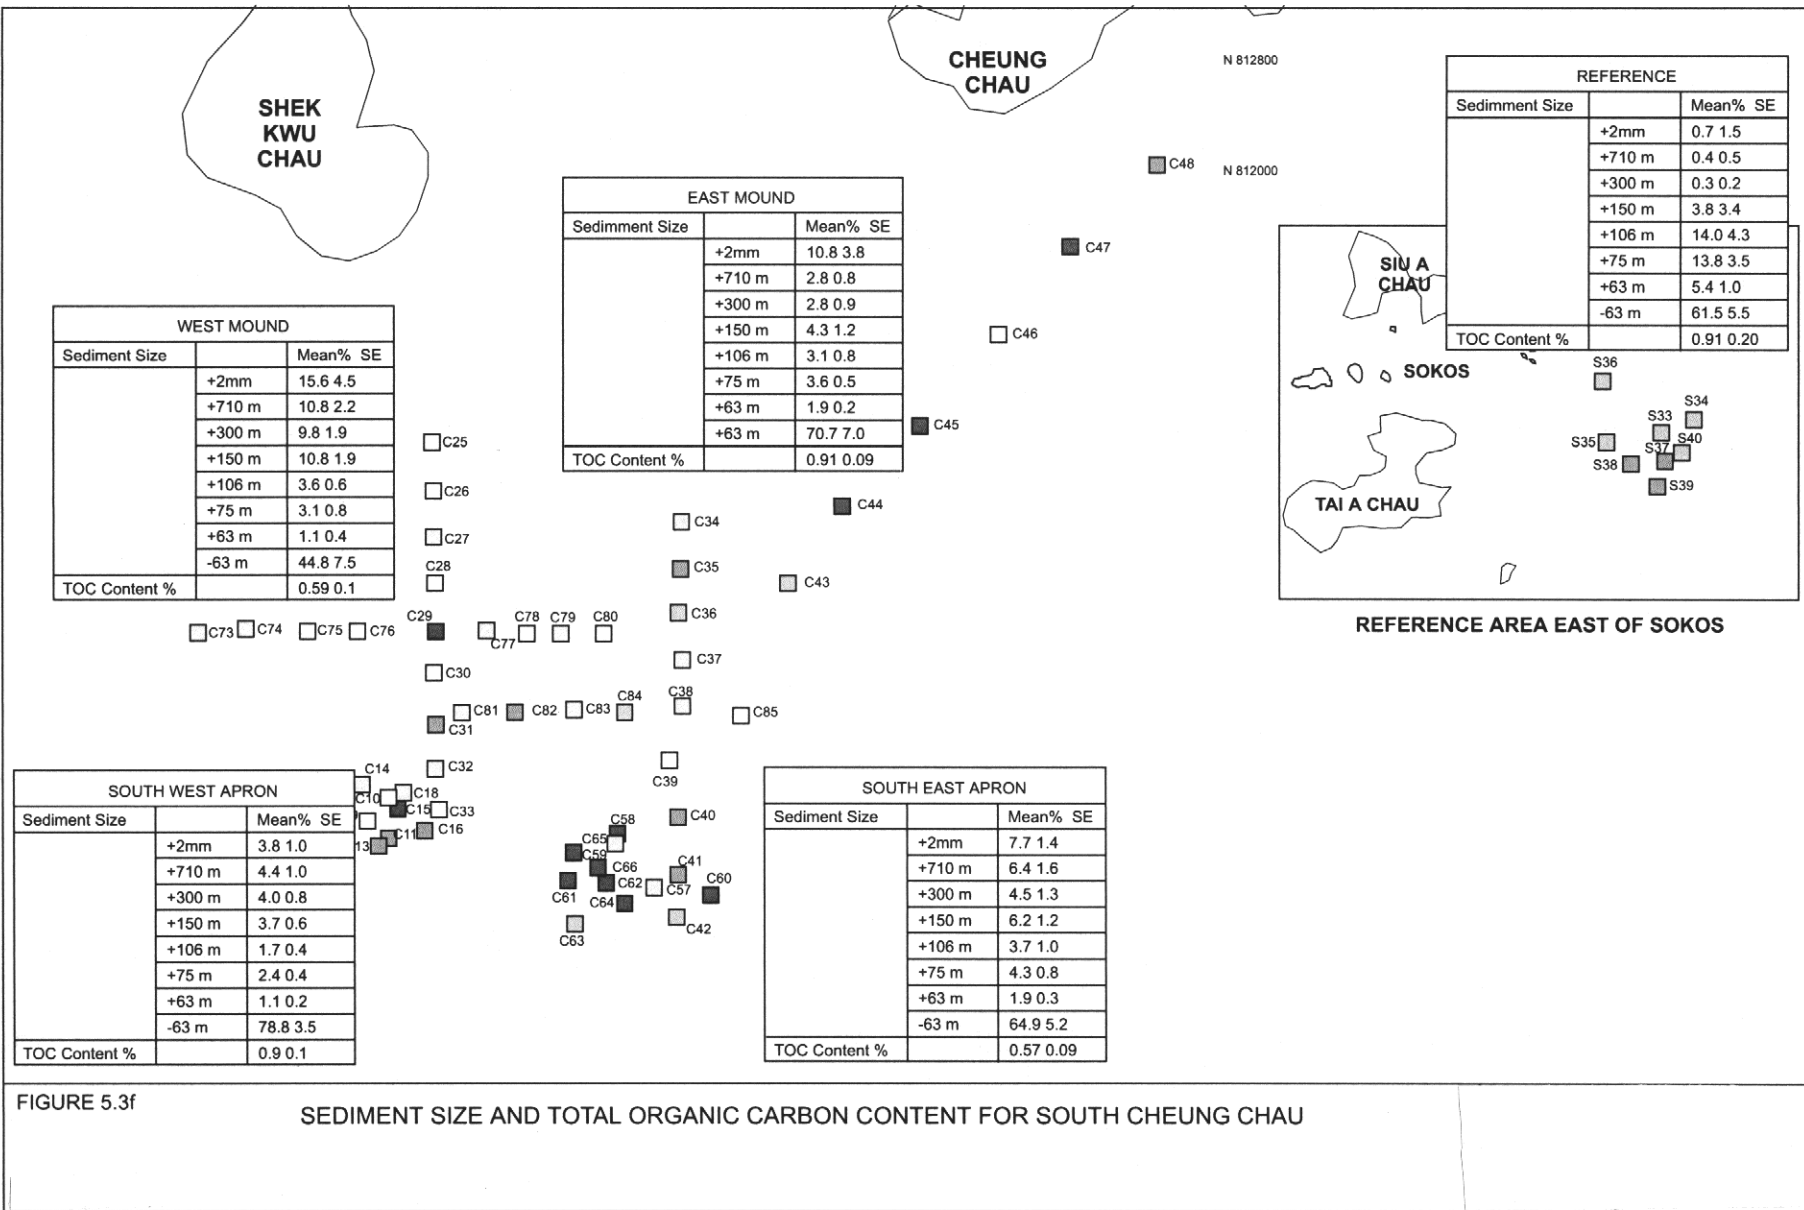 CHEUNG
CHAU
N 812800
SHEK
KWU
CHAU
C48
N 812000
C47
C46
C45
C44
C43
REFERENCE
Sedimment Size Mean% SE
+2mm 0.7 1.5
+710 m 0.4 0.5
+300 m 0.3 0.2
+150 m 3.8 3.4
+106 m 14.0 4.3
+75 m 13.8 3.5
+63 m 5.4 1.0
-63 m 61.5 5.5
TOC Content % 0.91 0.20
EAST MOUND
Sedimment Size Mean% SE
+2mm 10.8 3.8
+710 m 2.8 0.8
+300 m 2.8 0.9
+150 m 4.3 1.2
+106 m 3.1 0.8
+75 m 3.6 0.5
+63 m 1.9 0.2
+63 m 70.7 7.0
TOC Content % 0.91 0.09
WEST MOUND
Sediment Size Mean% SE
+2mm 15.6 4.5
+710 m 10.8 2.2
+300 m 9.8 1.9
+150 m 10.8 1.9
+106 m 3.6 0.6
+75 m 3.1 0.8
+63 m 1.1 0.4
-63 m 44.8 7.5
TOC Content % 0.59 0.1
SIU A
CHAU
SOKOS
TAI A CHAU
S36
S34
S33
S35
S40
S37
S38
S39
REFERENCE AREA EAST OF SOKOS
C25
C26
C27
C28
C34
C35
C36
C73 C74 C75 C76 C29 C77 C78 C79 C80
C37
C30
C38
C81 C82 C83 C84 C85
C31
C32
C39
C14
C10 C18
C15 C33
C11 C16
13
C40
C58
C65
C59
C66
C41
C61 C62 C57 C60
C64
C63 C42
SOUTH WEST APRON
Sediment Size Mean% SE
+2mm 3.8 1.0
+710 m 4.4 1.0
+300 m 4.0 0.8
+150 m 3.7 0.6
+106 m 1.7 0.4
+75 m 2.4 0.4
+63 m 1.1 0.2
-63 m 78.8 3.5
TOC Content % 0.9 0.1
SOUTH EAST APRON
Sediment Size Mean% SE
+2mm 7.7 1.4
+710 m 6.4 1.6
+300 m 4.5 1.3
+150 m 6.2 1.2
+106 m 3.7 1.0
+75 m 4.3 0.8
+63 m 1.9 0.3
-63 m 64.9 5.2
TOC Content % 0.57 0.09
FIGURE 5.3f
SEDIMENT SIZE AND TOTAL ORGANIC CARBON CONTENT FOR SOUTH CHEUNG CHAU